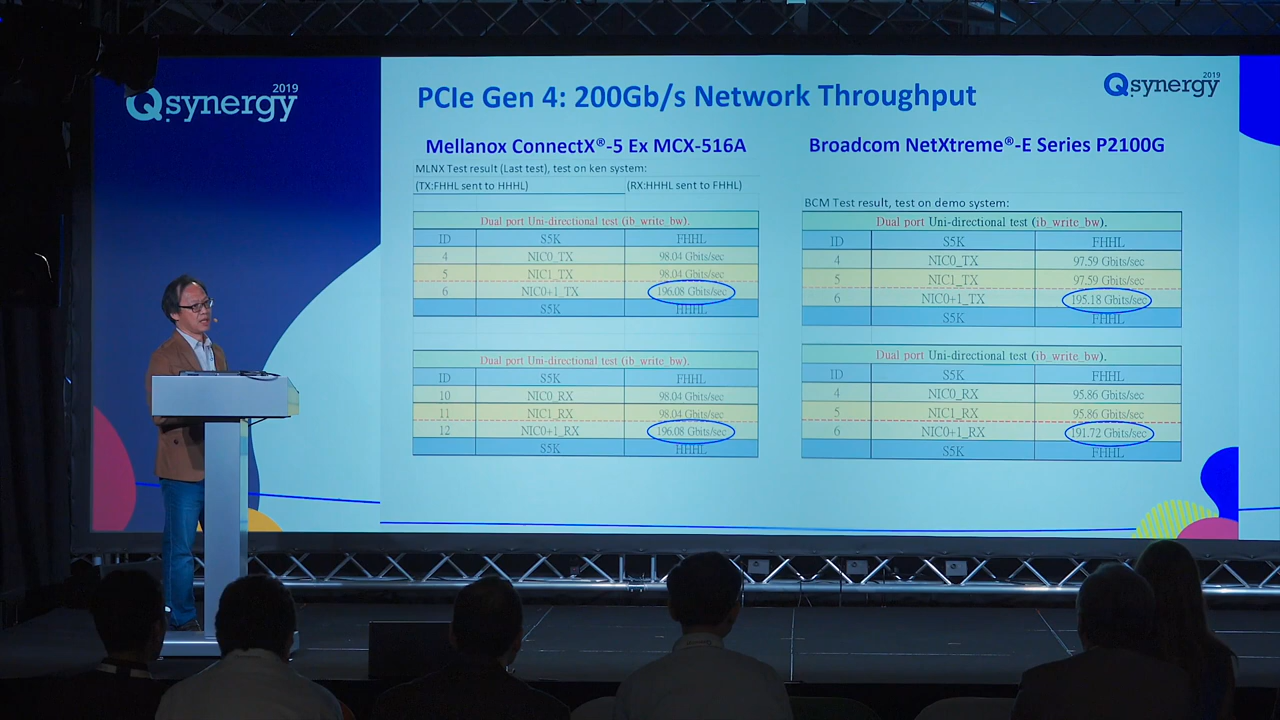 Qsynergy 2019
PCIe Gen 4: 200Gb/s Network Throughput
Qsynergy 2019
Mellanox ConnectX®-5 Ex MCX-516A
MLNX Test result (Last test), test on ken system:
(TX:FHHL sent to HHHL) (RX:HHHL sent to FHHL)
Dual port Uni-directional test (ib_write_bw).
ID S5K FHHL
4 NIC0_TX 98.04 Gbits/sec
5 NIC1_TX 98.04 Gbits/sec
6 NIC0+1_TX 196.08 Gbits/sec
S5K HHHL
Dual port Uni-directional test (ib_write_bw).
ID S5K FHHL
10 NIC0_RX 98.04 Gbits/sec
11 NIC1_RX 98.04 Gbits/sec
12 NIC0+1_RX 196.08 Gbits/sec
S5K HHHL
Broadcom NetXtreme®-E Series P2100G
BCM Test result, test on demo system:
Dual port Uni-directional test (ib_write_bw).
ID S5K FHHL
4 NIC0_TX 97.59 Gbits/sec
5 NIC1_TX 97.59 Gbits/sec
6 NIC0+1_TX 195.18 Gbits/sec
S5K FHHL
Dual port Uni-directional test (ib_write_bw).
ID S5K FHHL
4 NIC0_RX 95.86 Gbits/sec
5 NIC1_RX 95.86 Gbits/sec
6 NIC0+1_RX 191.72 Gbits/sec
S5K FHHL